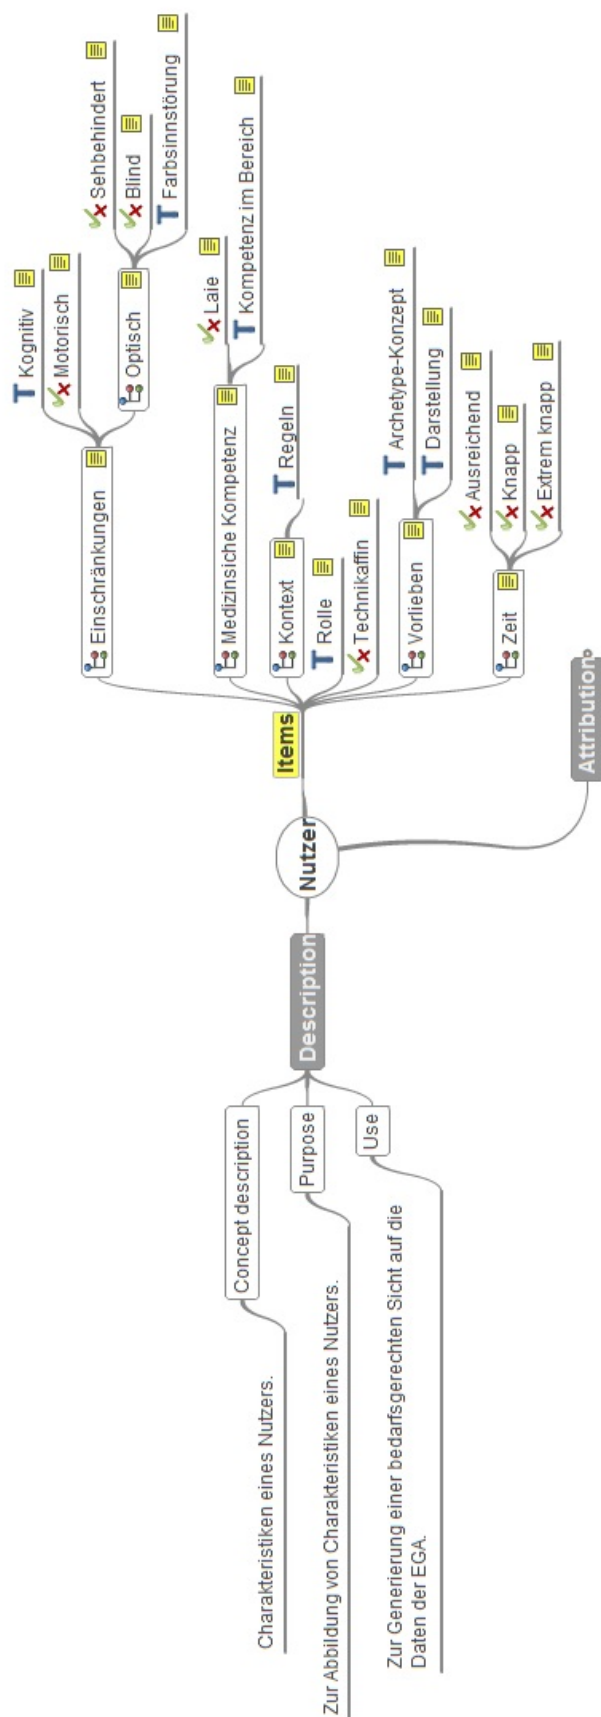 Concept description
Charakteristiken eines Nutzers.
Purpose
Zur Abbildung von Charakteristiken eines Nutzers.
Use
Zur Generierung einer bedarfsgerechten Sicht auf die
Daten der EGA.
Description
Nutzer
Items
Einschränkungen
T Kognitiv
Motorisch
Optisch
Sehbehindert
Blind
T Farbsinnstörung
Medizinsiche Kompetenz
Laie
T Kompetenz im Bereich
Kontext
T Regeln
T Rolle
Technikaffin
Vorlieben
T Archetype-Konzept
T Darstellung
Zeit
Ausreichend
Knapp
Extrem knapp
Attribution